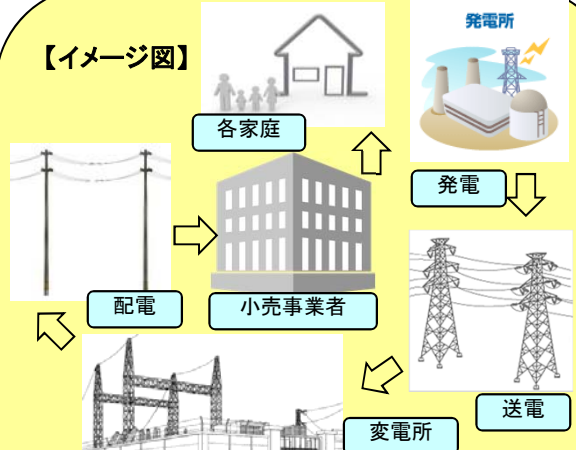 【イメージ図】
発電所
各家庭
発電
配電
小売事業者
送電
変電所